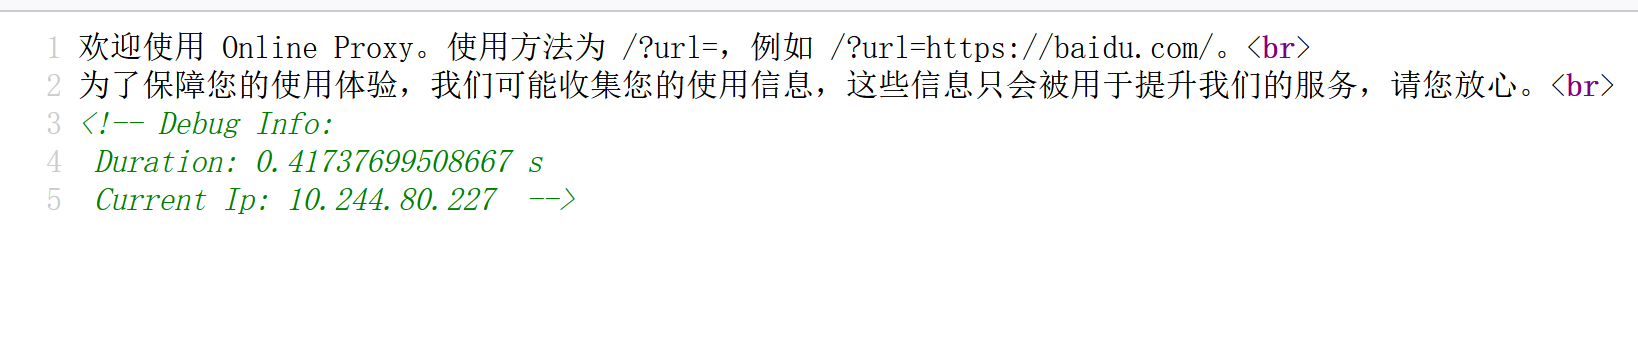 1 欢迎使用 Online Proxy。使用方法为 /?url=，例如 /?url=https://baidu.com/。<br>
2 为了保障您的使用体验，我们可能收集您的使用信息，这些信息只会被用于提升我们的服务，请您放心。<br>
3 <!-- Debug Info:
4  Duration: 0.41737699508667 s
5  Current Ip: 10.244.80.227  -->